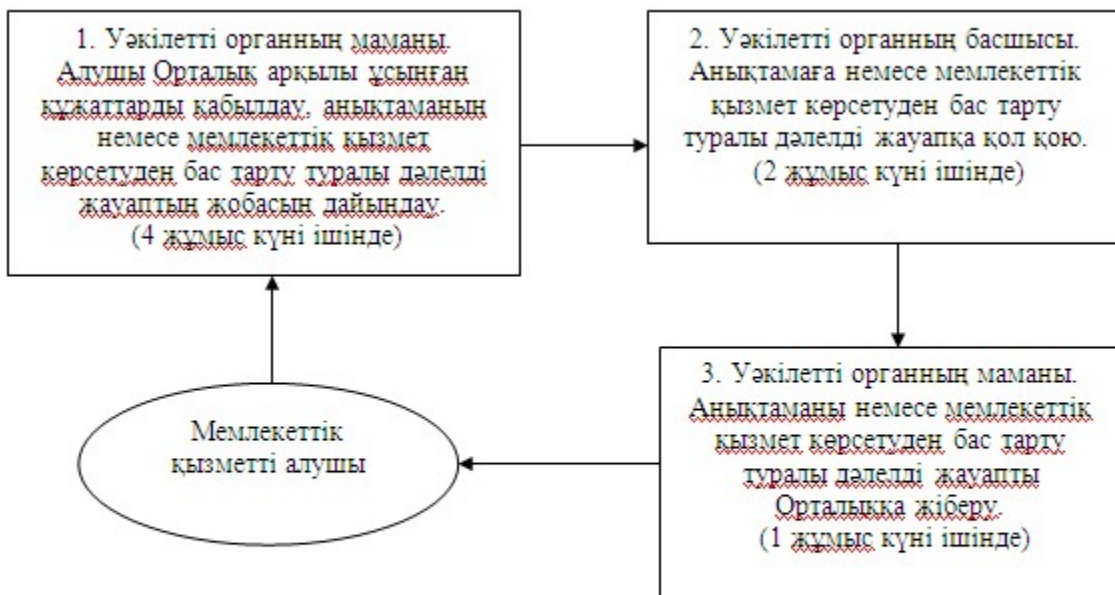 1. Уәкілетті органның маманы.
Алушы Орталық арқылы ұсынған
құжаттарды қабылдау, анықтаманың
немесе мемлекеттік қызмет
көрсетуден бас тарту туралы дәлелді
жауаптың жобасын дайындау.
(4 жұмыс күні ішінде)
2. Уәкілетті органның басшысы.
Анықтамаға немесе мемлекеттік
қызмет көрсетуден бас тарту
туралы дәлелді жауапқа қол қою.
(2 жұмыс күні ішінде)
3. Уәкілетті органның маманы.
Анықтаманы немесе мемлекеттік
қызмет көрсетуден бас тарту
туралы дәлелді жауапты
Орталыққа жіберу.
(1 жұмыс күні ішінде)
Мемлекеттік
қызметті алушы